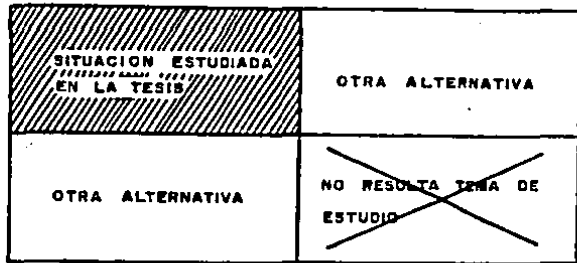 SITUACION ESTUDIADA
EN LA TESIS
OTRA ALTERNATIVA
OTRA ALTERNATIVA
NO RESULTA TEMA DE
ESTUDIO